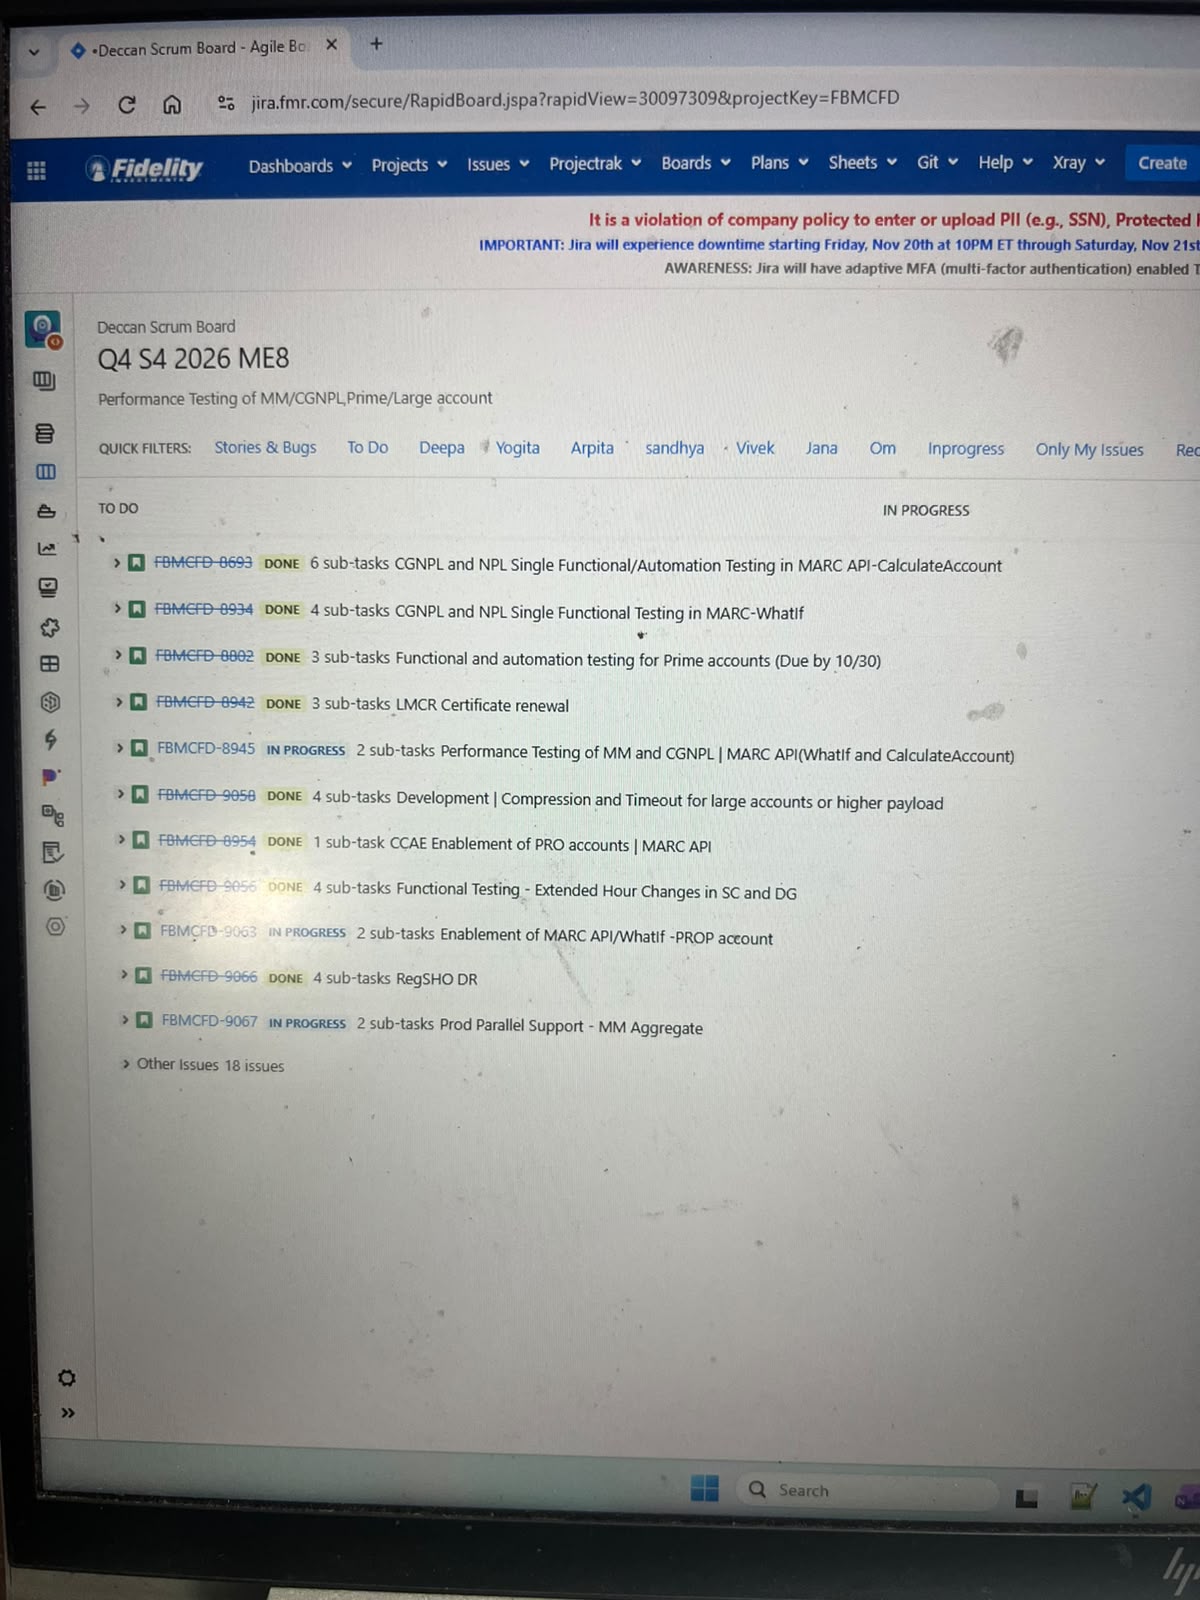 •Deccan Scrum Board - Agile Bo
jira.fmr.com/secure/RapidBoard.jspa?rapidView=30097309&projectKey=FBMCFD
Fidelity
INVESTMENTS
Dashboards Projects Issues Projectrak Boards Plans Sheets Git Help Xray Create
It is a violation of company policy to enter or upload PII (e.g., SSN), Protected
IMPORTANT: Jira will experience downtime starting Friday, Nov 20th at 10PM ET through Saturday, Nov 21st
AWARENESS: Jira will have adaptive MFA (multi-factor authentication) enabled
Deccan Scrum Board
Q4 S4 2026 ME8
Performance Testing of MM/CGNPL,Prime/Large account
QUICK FILTERS: Stories & Bugs To Do Deepa Yogita Arpita sandhya Vivek Jana Om Inprogress Only My Issues Rec
TO DO IN PROGRESS
FBMCFD-8693 DONE 6 sub-tasks CGNPL and NPL Single Functional/Automation Testing in MARC API-CalculateAccount
FBMCFD-8934 DONE 4 sub-tasks CGNPL and NPL Single Functional Testing in MARC-WhatIf
FBMCFD-8802 DONE 3 sub-tasks Functional and automation testing for Prime accounts (Due by 10/30)
FBMCFD-8942 DONE 3 sub-tasks LMCR Certificate renewal
FBMCFD-8945 IN PROGRESS 2 sub-tasks Performance Testing of MM and CGNPL | MARC API(WhatIf and CalculateAccount)
FBMCFD-9058 DONE 4 sub-tasks Development | Compression and Timeout for large accounts or higher payload
FBMCFD-8954 DONE 1 sub-task CCAE Enablement of PRO accounts | MARC API
FBMCFD-9056 DONE 4 sub-tasks Functional Testing - Extended Hour Changes in SC and DG
FBMCFD-9063 IN PROGRESS 2 sub-tasks Enablement of MARC API/WhatIf -PROP account
FBMCFD-9066 DONE 4 sub-tasks RegSHO DR
FBMCFD-9067 IN PROGRESS 2 sub-tasks Prod Parallel Support - MM Aggregate
Other Issues 18 issues
Search
hp